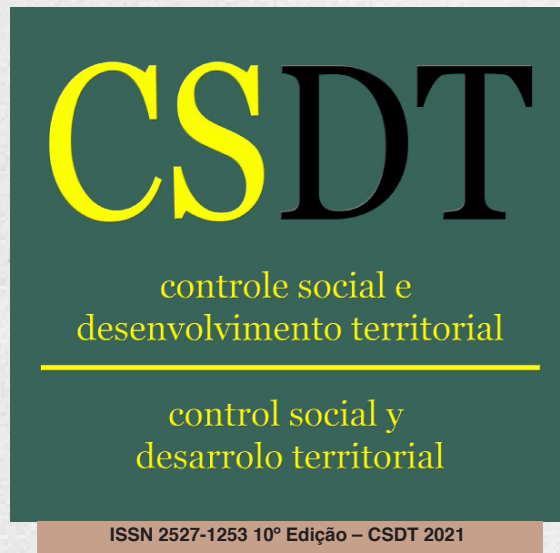 CSDT
controle social e
desenvolvimento territorial
control social y
desarrolo territorial
ISSN 2527-1253 10º Edição – CSDT 2021